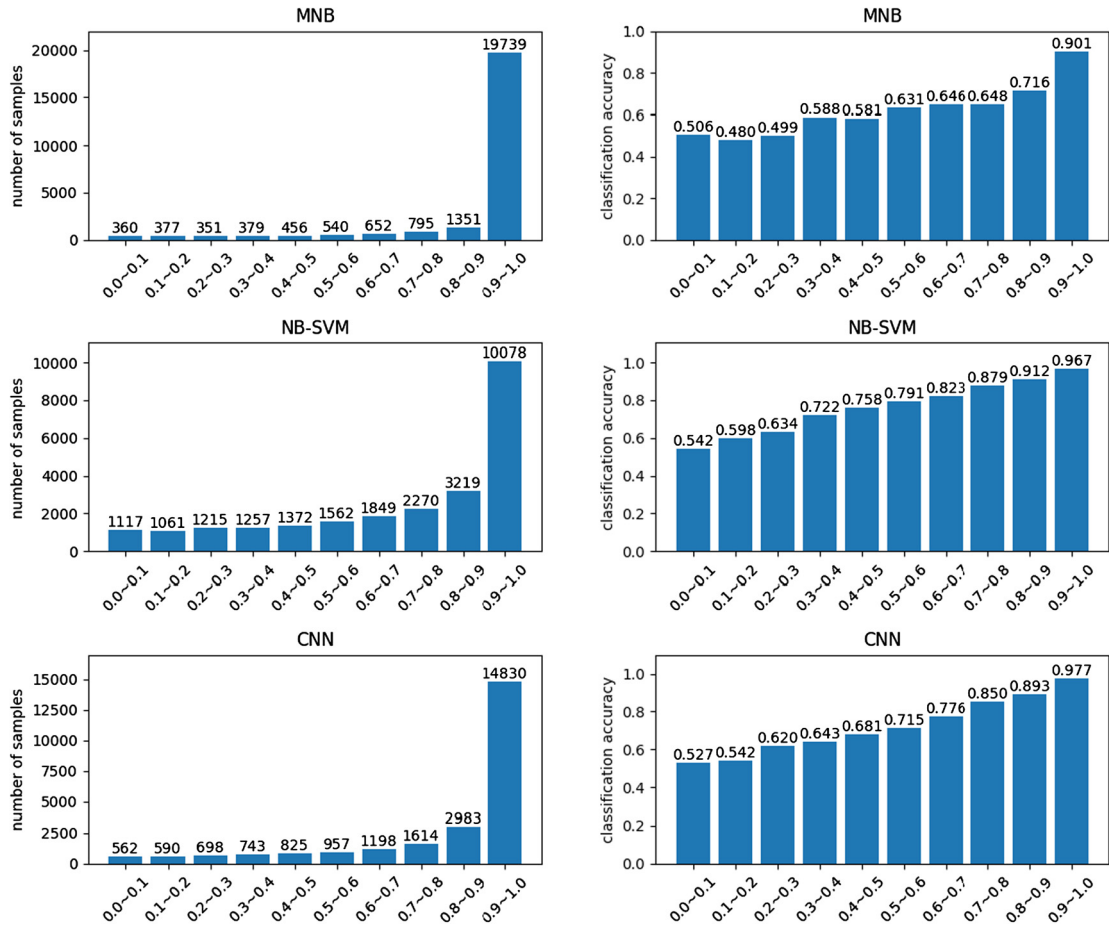 MNB
number of samples
20000
15000
10000
5000
0
360 377 351 379 456 540 652 795 1351 19739
0.0~0.1 0.1~0.2 0.2~0.3 0.3~0.4 0.4~0.5 0.5~0.6 0.6~0.7 0.7~0.8 0.8~0.9 0.9~1.0
MNB
classification accuracy
1.0
0.8
0.6
0.4
0.2
0.0
0.506 0.480 0.499 0.588 0.581 0.631 0.646 0.648 0.716 0.901
0.0~0.1 0.1~0.2 0.2~0.3 0.3~0.4 0.4~0.5 0.5~0.6 0.6~0.7 0.7~0.8 0.8~0.9 0.9~1.0
NB-SVM
number of samples
10000
8000
6000
4000
2000
0
1117 1061 1215 1257 1372 1562 1849 2270 3219 10078
0.0~0.1 0.1~0.2 0.2~0.3 0.3~0.4 0.4~0.5 0.5~0.6 0.6~0.7 0.7~0.8 0.8~0.9 0.9~1.0
NB-SVM
classification accuracy
1.0
0.8
0.6
0.4
0.2
0.0
0.542 0.598 0.634 0.722 0.758 0.791 0.823 0.879 0.912 0.967
0.0~0.1 0.1~0.2 0.2~0.3 0.3~0.4 0.4~0.5 0.5~0.6 0.6~0.7 0.7~0.8 0.8~0.9 0.9~1.0
CNN
number of samples
15000
12500
10000
7500
5000
2500
0
562 590 698 743 825 957 1198 1614 2983 14830
0.0~0.1 0.1~0.2 0.2~0.3 0.3~0.4 0.4~0.5 0.5~0.6 0.6~0.7 0.7~0.8 0.8~0.9 0.9~1.0
CNN
classification accuracy
1.0
0.8
0.6
0.4
0.2
0.0
0.527 0.542 0.620 0.643 0.681 0.715 0.776 0.850 0.893 0.977
0.0~0.1 0.1~0.2 0.2~0.3 0.3~0.4 0.4~0.5 0.5~0.6 0.6~0.7 0.7~0.8 0.8~0.9 0.9~1.0